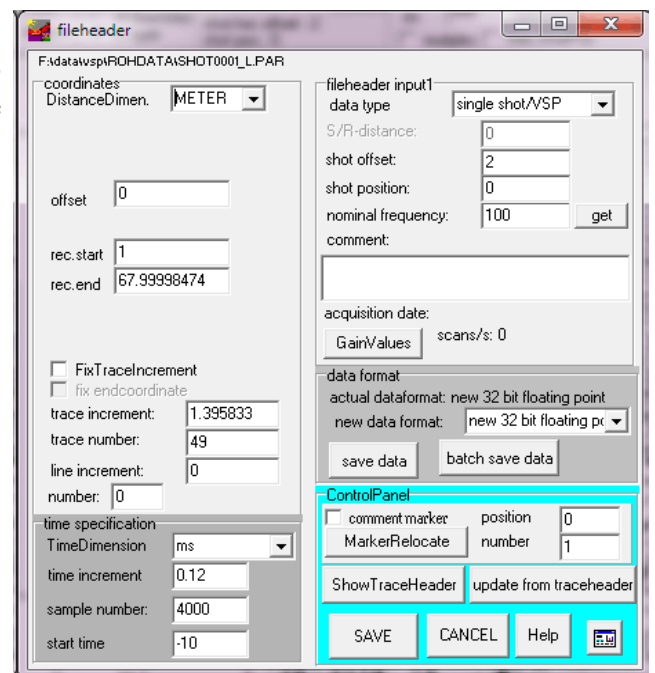 fileheader
F:\data\vsp\ROHDATA\SHOT0001_L.PAR
coordinates
DistanceDimen. METER
offset 0
rec.start 1
rec.end 67.99998474
FixTraceIncrement
fix endcoordinate
trace increment: 1.395833
trace number: 49
line increment: 0
number: 0
time specification
TimeDimension ms
time increment 0.12
sample number: 4000
start time -10
fileheader input1
data type single shot/VSP
S/R-distance: 0
shot offset: 2
shot position: 0
nominal frequency: 100 get
comment:
acquisition date:
GainValues scans/s: 0
data format
actual dataformat: new 32 bit floating point
new data format: new 32 bit floating po
save data batch save data
ControlPanel
comment marker position 0
MarkerRelocate number 1
ShowTraceHeader update from traceheader
SAVE CANCEL Help